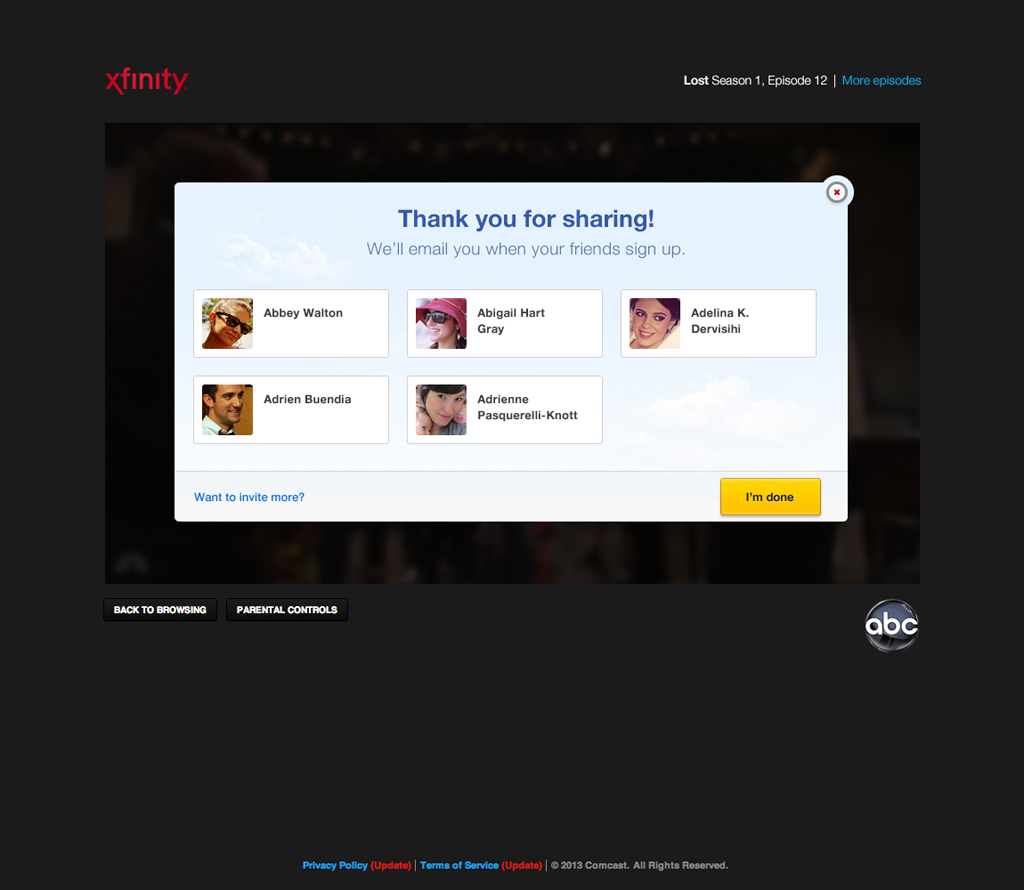 xfinity
Lost Season 1, Episode 12 | More episodes
Thank you for sharing!
We'll email you when your friends sign up.
Abbey Walton
Abigail Hart
Gray
Adelina K.
Dervisihi
Adrien Buendia
Adrienne
Pasquerelli-Knott
Want to invite more?
I'm done
BACK TO BROWSING
PARENTAL CONTROLS
abc
Privacy Policy (Update) | Terms of Service (Update) | © 2013 Comcast. All Rights Reserved.